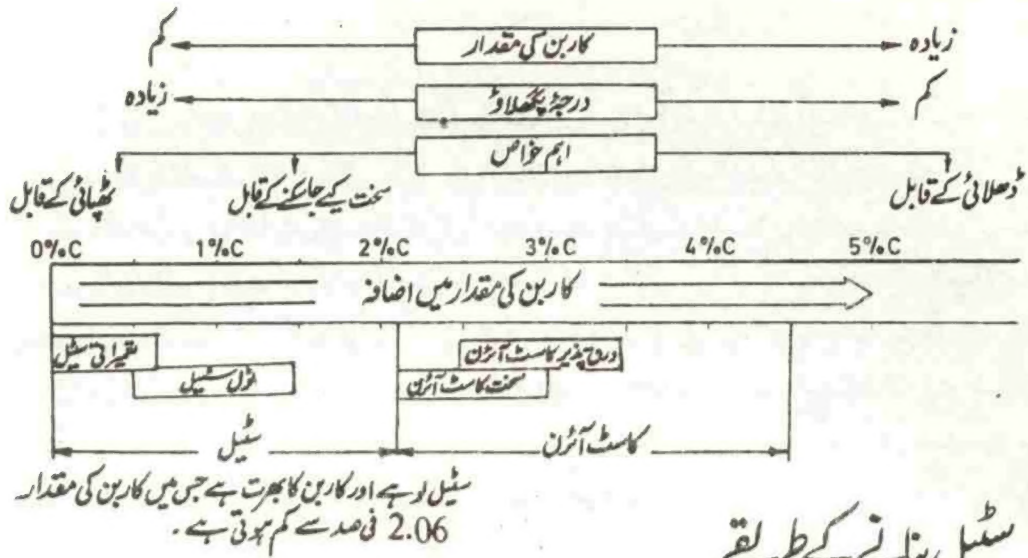 زیادہ کاربن کی مقدار کم
کم درجۂ پگھلاؤ زیادہ
اہم خواص
ڈھلائی کے قابل سخت کیے جا سکنے کے قابل ٹھپائی کے قابل
0%C 1%C 2%C 3%C 4%C 5%C
کاربن کی مقدار میں اضافہ
تعمیراتی سٹیل ورق پذیر کاسٹ آئرن
ٹول سٹیل سخت کاسٹ آئرن
سٹیل کاسٹ آئرن
سٹیل لوہے اور کاربن کا بھرت ہے جس میں کاربن کی مقدار
2.06 فی صد سے کم ہوتی ہے۔
سٹیل بنانے کے طریقے